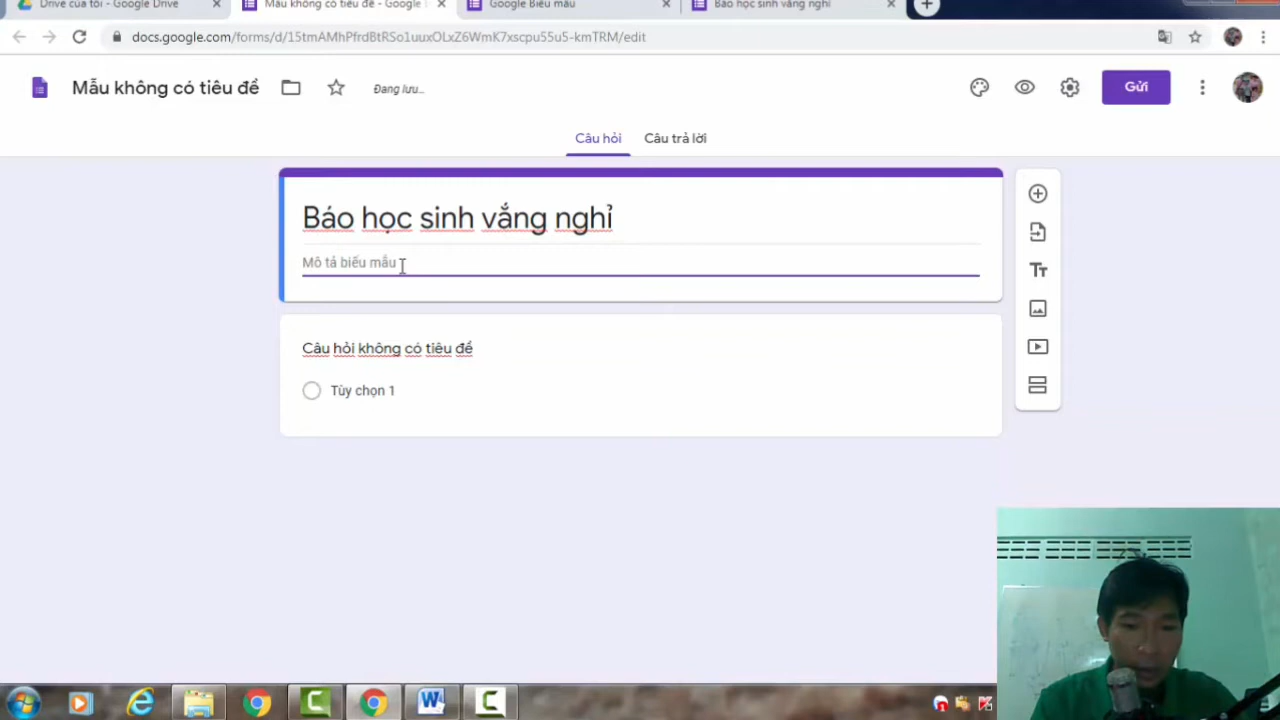 Drive của tôi - Google Drive
Mẫu không có tiêu đề - Google
Google Biểu mẫu
Báo học sinh vắng nghỉ
docs.google.com/forms/d/15tmAMhPfrdBtRSo1uuxOLxZ6WmK7xscpu55u5-kmTRM/edit
Mẫu không có tiêu đề
Đang lưu...
Gửi
Câu hỏi
Câu trả lời
Báo học sinh vắng nghỉ
Mô tả biểu mẫu
Câu hỏi không có tiêu đề
Tùy chọn 1